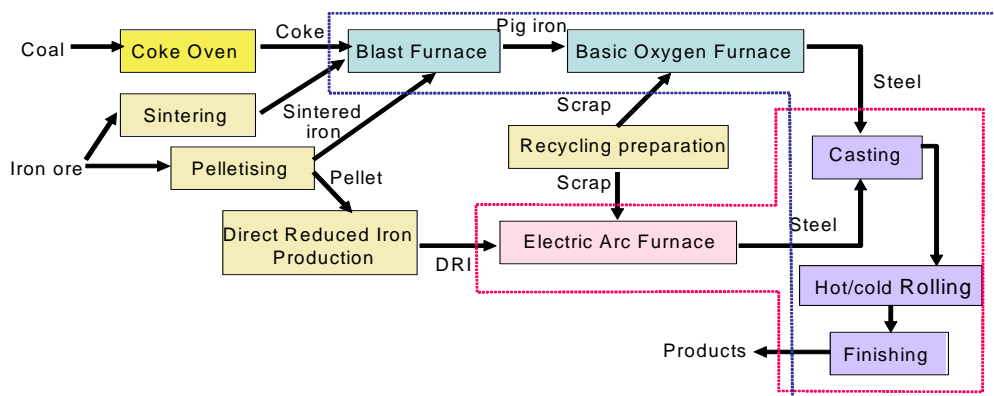 Pig iron
Coal
Coke Oven
Coke
Blast Furnace
Basic Oxygen Furnace
Steel
Sintering
Sintered
iron
Scrap
Recycling preparation
Casting
Iron ore
Pelletising
Pellet
Scrap
Steel
Direct Reduced Iron
Production
DRI
Electric Arc Furnace
Hot/cold Rolling
Products
Finishing